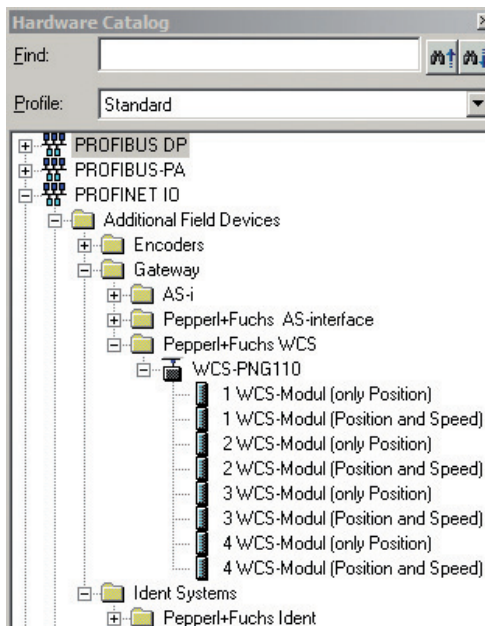 Hardware Catalog
Find:
Profile: Standard
PROFIBUS DP
PROFIBUS-PA
PROFINET IO
Additional Field Devices
Encoders
Gateway
AS-i
Pepperl+Fuchs AS-interface
Pepperl+Fuchs WCS
WCS-PNG110
1 WCS-Modul (only Position)
1 WCS-Modul (Position and Speed)
2 WCS-Modul (only Position)
2 WCS-Modul (Position and Speed)
3 WCS-Modul (only Position)
3 WCS-Modul (Position and Speed)
4 WCS-Modul (only Position)
4 WCS-Modul (Position and Speed)
Ident Systems
Pepperl+Fuchs Ident